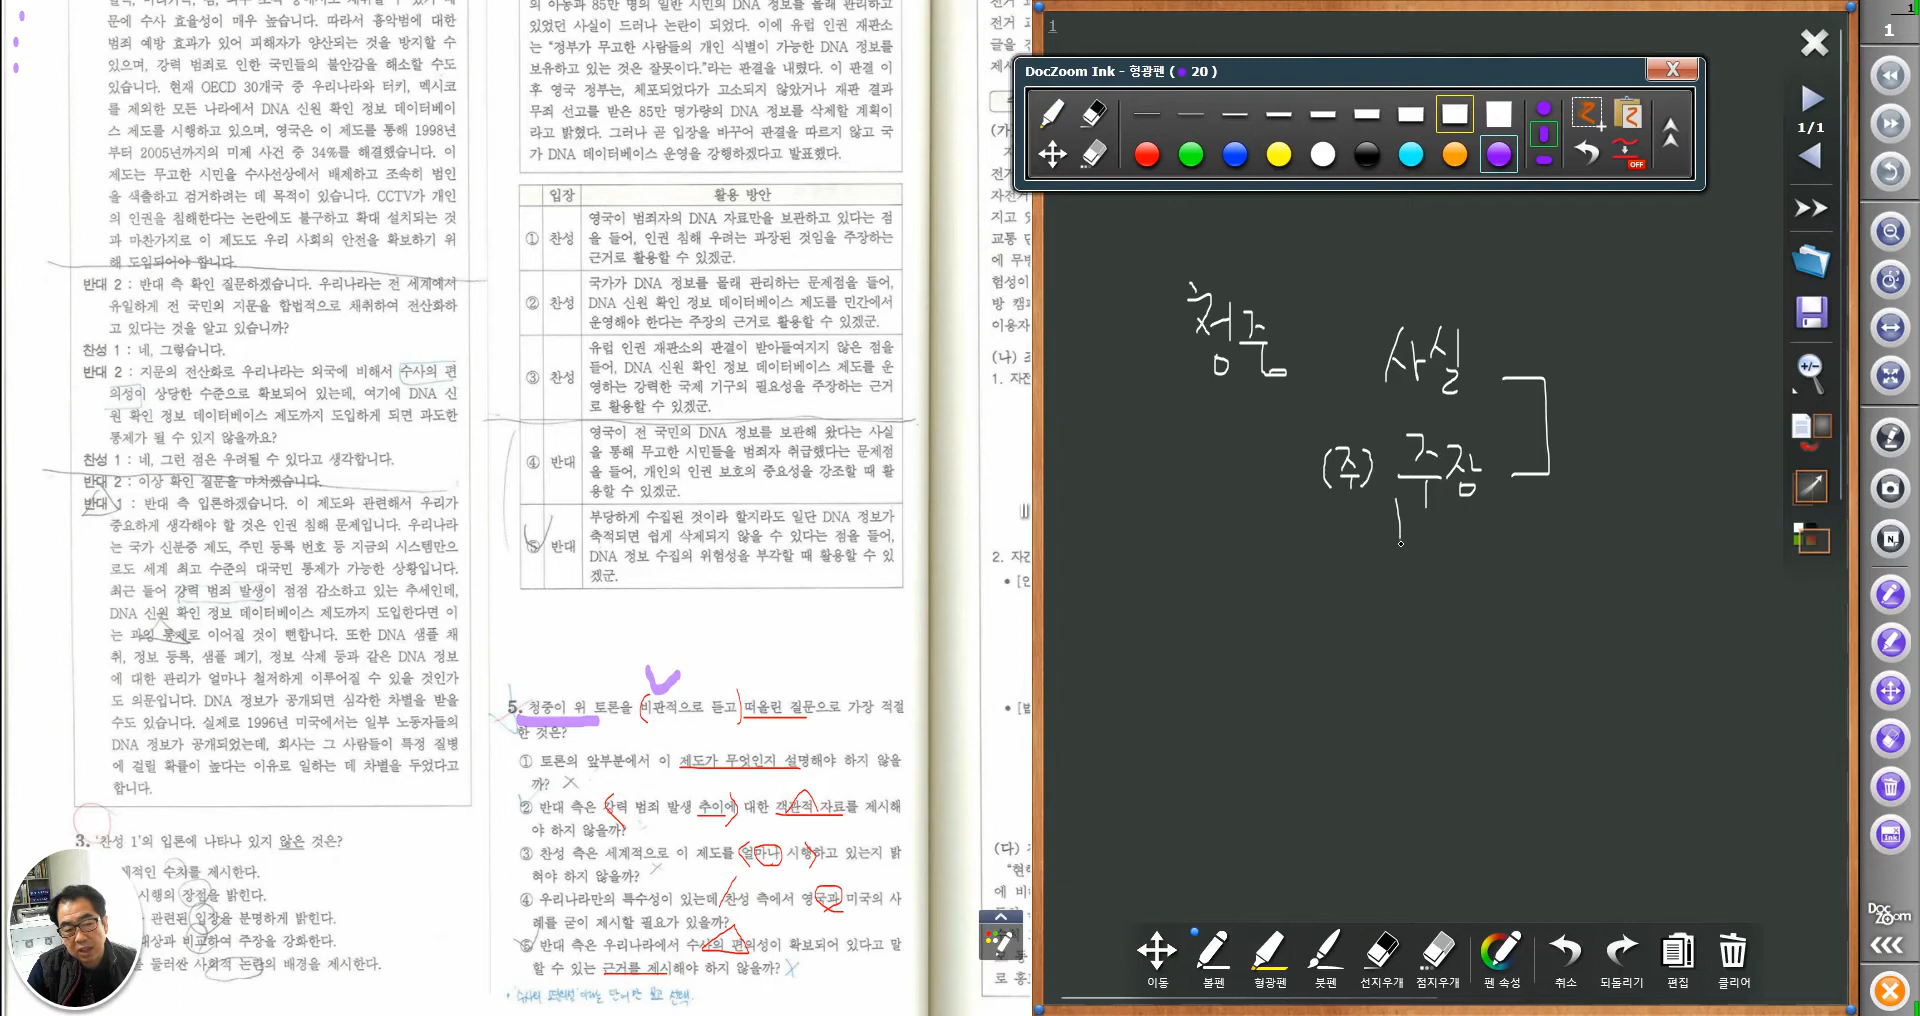 문에 수사 효율성이 매우 높습니다. 따라서 흉악범에 대한
범죄 예방 효과가 있어 피해자가 양산되는 것을 방지할 수
있으며, 강력 범죄로 인한 국민들의 불안감을 해소할 수도
있습니다. 현재 OECD 30개국 중 우리나라와 터키, 멕시코
를 제외한 모든 나라에서 DNA 신원 확인 정보 데이터베이
스 제도를 시행하고 있으며, 영국은 이 제도를 통해 1998년
부터 2005년까지의 미제 사건 중 34%를 해결했습니다. 이
제도는 무고한 시민을 수사선상에서 배제하고 조속히 범인
을 색출하고 검거하려는 데 목적이 있습니다. CCTV가 개인
의 인권을 침해한다는 논란에도 불구하고 확대 설치되는 것
과 마찬가지로 이 제도도 우리 사회의 안전을 확보하기 위
해 도입되어야 합니다.
반대 2 : 반대 측 확인 질문하겠습니다. 우리나라는 전 세계에서
유일하게 전 국민의 지문을 합법적으로 채취하여 전산화하
고 있다는 것을 알고 있습니까?
찬성 1 : 네, 그렇습니다.
반대 2 : 지문의 전산화로 우리나라는 외국에 비해서 수사의 편
의성이 상당한 수준으로 확보되어 있는데, 여기에 DNA 신
원 확인 정보 데이터베이스 제도까지 도입하게 되면 과도한
통제가 될 수 있지 않을까요?
찬성 1 : 네, 그런 점은 우려될 수 있다고 생각합니다.
반대 2 : 이상 확인 질문을 마치겠습니다.
반대 1 : 반대 측 입론하겠습니다. 이 제도와 관련해서 우리가
중요하게 생각해야 할 것은 인권 침해 문제입니다. 우리나라
는 국가 신분증 제도, 주민 등록 번호 등 지금의 시스템만으
로도 세계 최고 수준의 대국민 통제가 가능한 상황입니다.
최근 들어 강력 범죄 발생이 점점 감소하고 있는 추세인데,
DNA 신원 확인 정보 데이터베이스 제도까지 도입한다면 이
는 과잉 통제로 이어질 것이 뻔합니다. 또한 DNA 샘플 채
취, 정보 등록, 샘플 폐기, 정보 삭제 등과 같은 DNA 정보
에 대한 관리가 얼마나 철저하게 이루어질 수 있을 것인가
도 의문입니다. DNA 정보가 공개되면 심각한 차별을 받을
수도 있습니다. 실제로 1996년 미국에서는 일부 노동자들의
DNA 정보가 공개되었는데, 회사는 그 사람들이 특정 질병
에 걸릴 확률이 높다는 이유로 일하는 데 차별을 두었다고
합니다.
3. '찬성 1'의 입론에 나타나 있지 않은 것은?
체적인 수치를 제시한다.
시행의 장점을 밝힌다.
관련된 입장을 분명하게 밝힌다.
대상과 비교하여 주장을 강화한다.
를 둘러싼 사회적 논란의 배경을 제시한다.
의 아동과 85만 명의 일반 시민의 DNA 정보를 몰래 관리하고
있었던 사실이 드러나 논란이 되었다. 이에 유럽 인권 재판소
는 "정부가 무고한 사람들의 개인 식별이 가능한 DNA 정보를
보유하고 있는 것은 잘못이다."라는 판결을 내렸다. 이 판결 이
후 영국 정부는, 체포되었다가 고소되지 않았거나 재판 결과
무죄 선고를 받은 85만 명가량의 DNA 정보를 삭제할 계획이
라고 밝혔다. 그러나 곧 입장을 바꾸어 판결을 따르지 않고 국
가 DNA 데이터베이스 운영을 강행하겠다고 발표했다.
입장 활용 방안
① 찬성 영국이 범죄자의 DNA 자료만을 보관하고 있다는 점
을 들어, 인권 침해 우려는 과장된 것임을 주장하는
근거로 활용할 수 있겠군.
② 찬성 국가가 DNA 정보를 몰래 관리하는 문제점을 들어,
DNA 신원 확인 정보 데이터베이스 제도를 민간에서
운영해야 한다는 주장의 근거로 활용할 수 있겠군.
③ 찬성 유럽 인권 재판소의 판결이 받아들여지지 않은 점을
들어, DNA 신원 확인 정보 데이터베이스 제도를 운
영하는 강력한 국제 기구의 필요성을 주장하는 근거
로 활용할 수 있겠군.
④ 반대 영국이 전 국민의 DNA 정보를 보관해 왔다는 사실
을 통해 무고한 시민들을 범죄자 취급했다는 문제점
을 들어, 개인의 인권 보호의 중요성을 강조할 때 활
용할 수 있겠군.
⑤ 반대 부당하게 수집된 것이라 할지라도 일단 DNA 정보가
축적되면 쉽게 삭제되지 않을 수 있다는 점을 들어,
DNA 정보 수집의 위험성을 부각할 때 활용할 수 있
겠군.
5. 청중이 위 토론을 비판적으로 듣고 떠올린 질문으로 가장 적절
한 것은?
① 토론의 앞부분에서 이 제도가 무엇인지 설명해야 하지 않을
까?
② 반대 측은 강력 범죄 발생 추이에 대한 객관적 자료를 제시해
야 하지 않을까?
③ 찬성 측은 세계적으로 이 제도를 얼마나 시행하고 있는지 밝
혀야 하지 않을까?
④ 우리나라만의 특수성이 있는데 찬성 측에서 영국과 미국의 사
례를 굳이 제시할 필요가 있을까?
⑤ 반대 측은 우리나라에서 수사의 편의성이 확보되어 있다고 말
할 수 있는 근거를 제시해야 하지 않을까?
DocZoom Ink - 형광펜 ( 20 )
OFF
1
청중
사실
(주) 주장
1
1
1/1
이동 볼펜 형광펜 붓펜 선지우개 점지우개 펜 속성 취소 되돌리기 편집 클리어
Doc Zoom
Ink